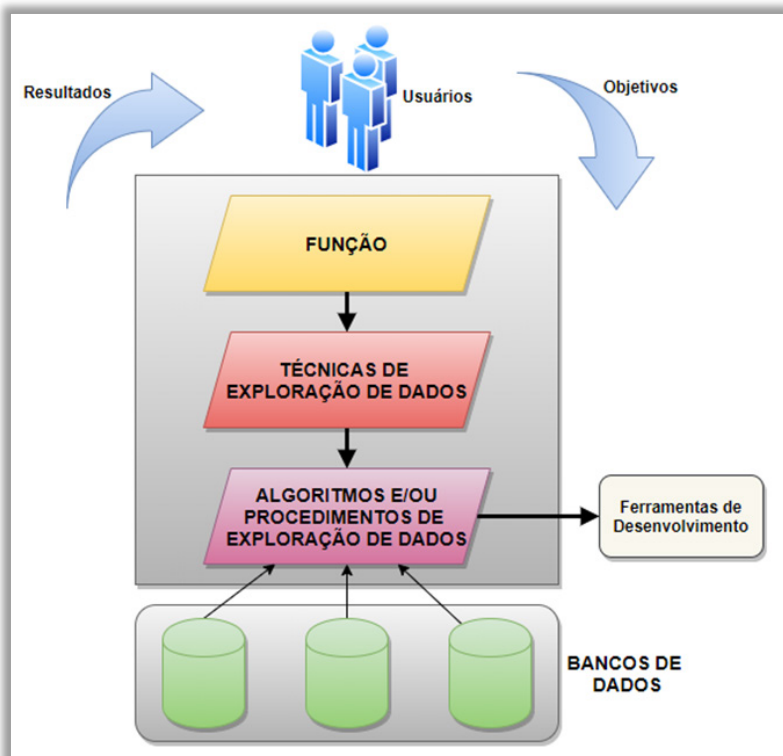 Resultados
Usuários
Objetivos
FUNÇÃO
TÉCNICAS DE
EXPLORAÇÃO DE DADOS
ALGORITMOS E/OU
PROCEDIMENTOS DE
EXPLORAÇÃO DE DADOS
Ferramentas de
Desenvolvimento
BANCOS DE
DADOS